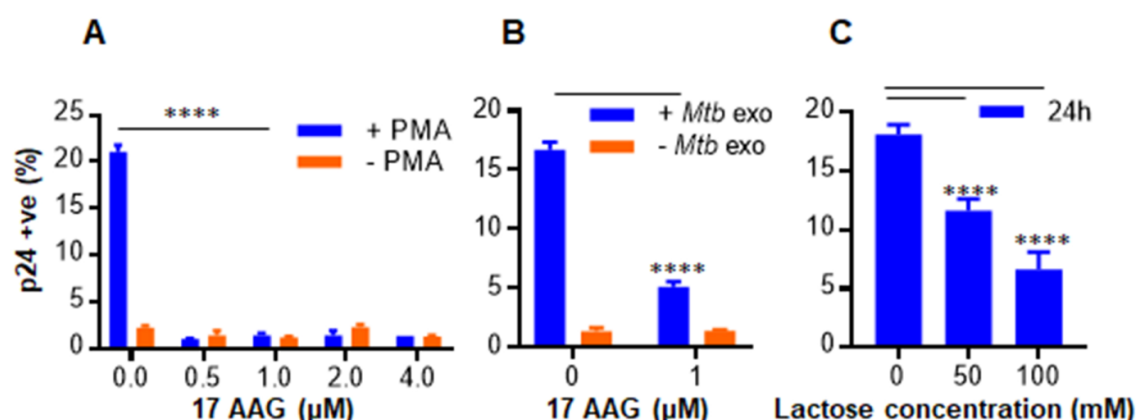 A
B
C
p24 +ve (%)
25
20
15
10
5
0
****
+ PMA
- PMA
0.0 0.5 1.0 2.0 4.0
17 AAG (µM)
20
15
10
5
0
+ Mtb exo
- Mtb exo
****
0 1
17 AAG (µM)
20
15
10
5
0
24h
****
****
0 50 100
Lactose concentration (mM)